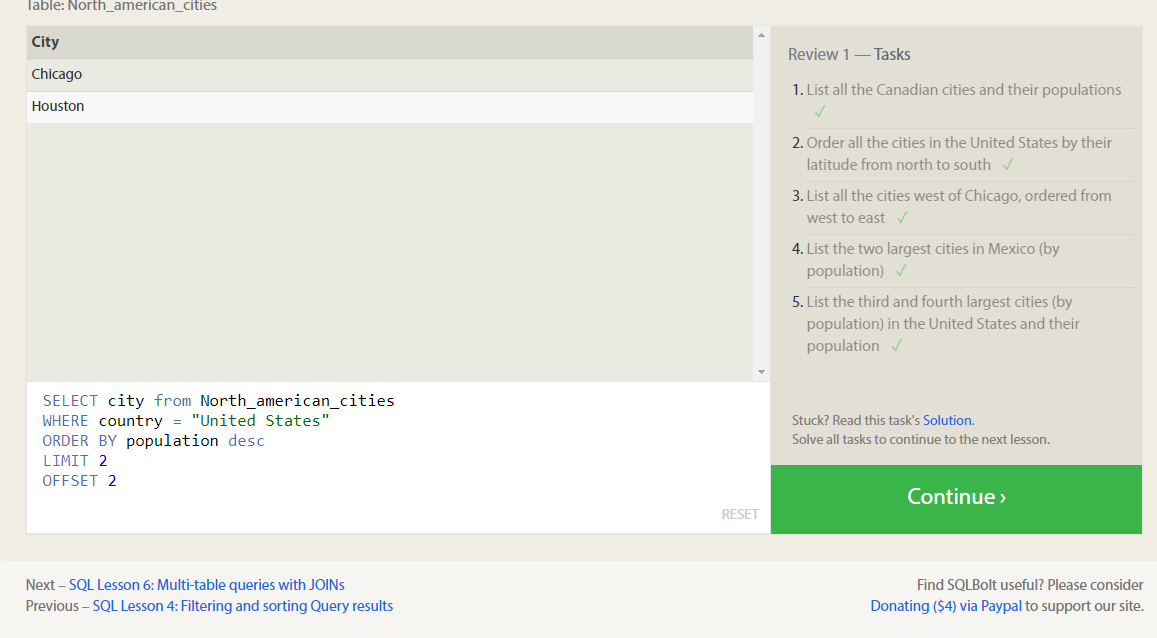 Table: North_american_cities
City
Chicago
Houston
Review 1 — Tasks
1. List all the Canadian cities and their populations
✓
2. Order all the cities in the United States by their
latitude from north to south ✓
3. List all the cities west of Chicago, ordered from
west to east ✓
4. List the two largest cities in Mexico (by
population) ✓
5. List the third and fourth largest cities (by
population) in the United States and their
population ✓
Stuck? Read this task's Solution.
Solve all tasks to continue to the next lesson.
Continue ›
SELECT city from North_american_cities
WHERE country = "United States"
ORDER BY population desc
LIMIT 2
OFFSET 2
RESET
Next – SQL Lesson 6: Multi-table queries with JOINs
Previous – SQL Lesson 4: Filtering and sorting Query results
Find SQLBolt useful? Please consider
Donating ($4) via Paypal to support our site.